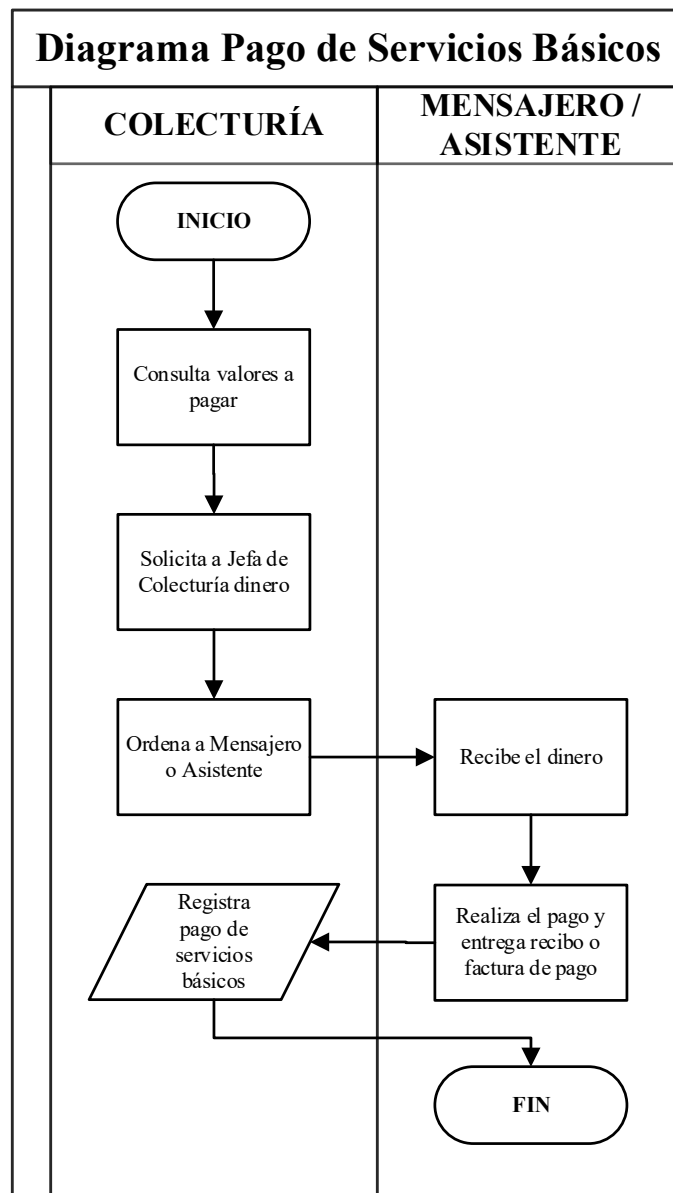 Diagrama Pago de Servicios Básicos
COLECTURÍA
MENSAJERO /
ASISTENTE
INICIO
Consulta valores a
pagar
Solicita a Jefa de
Colecturía dinero
Ordena a Mensajero
o Asistente
Recibe el dinero
Realiza el pago y
entrega recibo o
factura de pago
Registra
pago de
servicios
básicos
FIN